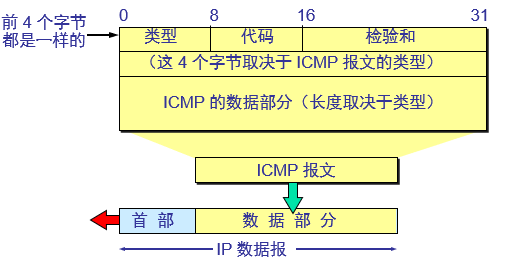 0 8 16 31
前 4 个字节
都是一样的
类型 代码 检验和
（这 4 个字节取决于 ICMP 报文的类型）
ICMP 的数据部分（长度取决于类型）
ICMP 报文
首 部 数 据 部 分
IP 数据报